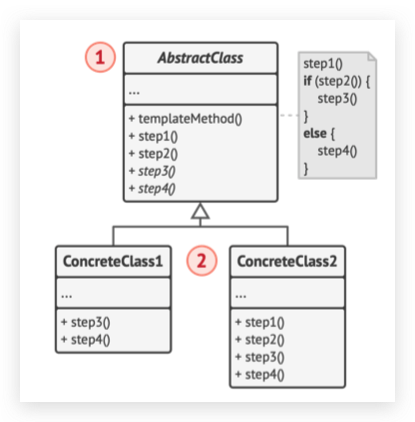 1
AbstractClass
...
+ templateMethod()
+ step1()
+ step2()
+ step3()
+ step4()
step1()
if (step2()) {
step3()
}
else {
step4()
}
ConcreteClass1
...
+ step3()
+ step4()
2
ConcreteClass2
...
+ step1()
+ step2()
+ step3()
+ step4()